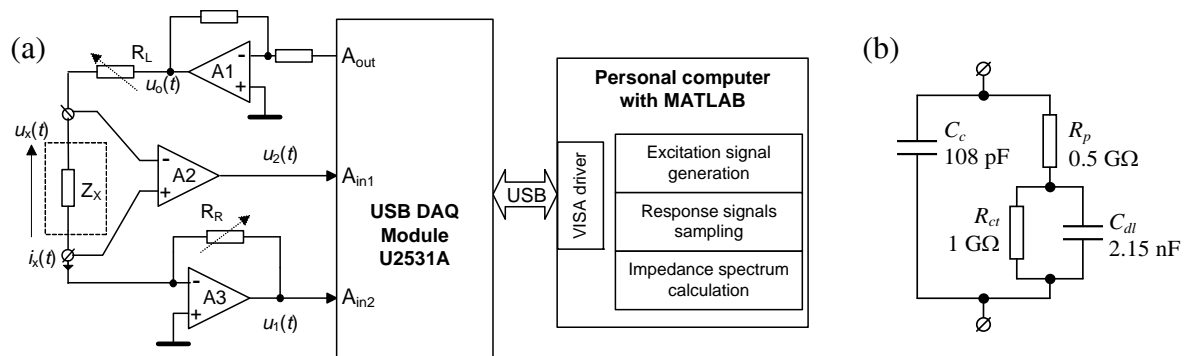 (a)
R_L
A1
A_out
u_o(t)
u_x(t)
Z_X
A2
u_2(t)
A_in1
R_R
i_x(t)
A3
u_1(t)
A_in2
USB DAQ
Module
U2531A
USB
Personal computer
with MATLAB
VISA driver
Excitation signal
generation
Response signals
sampling
Impedance spectrum
calculation
(b)
C_c
108 pF
R_p
0.5 GΩ
R_ct
1 GΩ
C_dl
2.15 nF